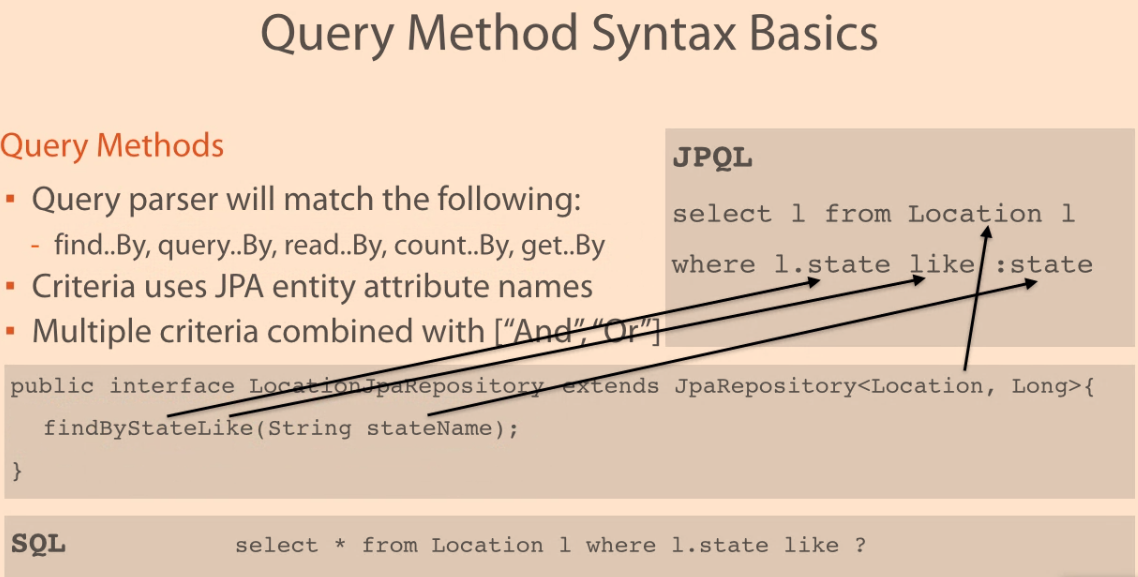 Query Method Syntax Basics
Query Methods
▪ Query parser will match the following:
- find..By, query..By, read..By, count..By, get..By
▪ Criteria uses JPA entity attribute names
▪ Multiple criteria combined with [“And”, “Or”]
JPQL
select l from Location l
where l.state like :state
public interface LocationJpaRepository extends JpaRepository<Location, Long>{
findByStateLike(String stateName);
}
SQL select * from Location l where l.state like ?